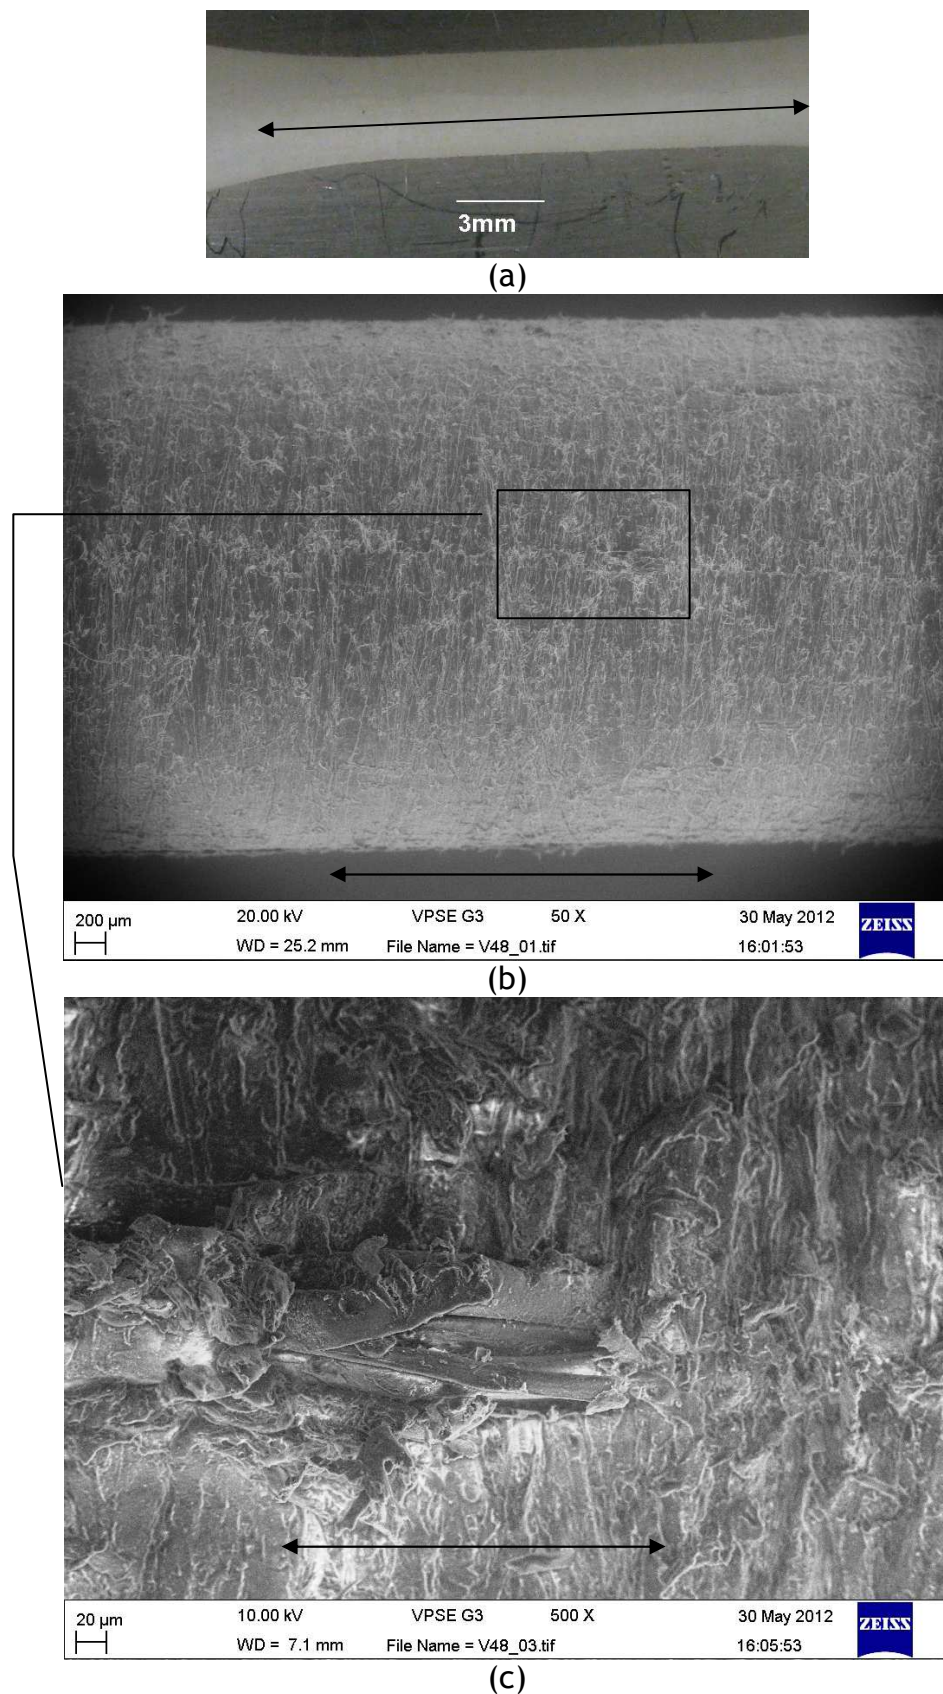 3mm
(a)
200 µm
20.00 kV
VPSE G3
50 X
30 May 2012
WD = 25.2 mm
File Name = V48_01.tif
16:01:53
ZEISS
(b)
20 µm
10.00 kV
VPSE G3
500 X
30 May 2012
WD = 7.1 mm
File Name = V48_03.tif
16:05:53
ZEISS
(c)